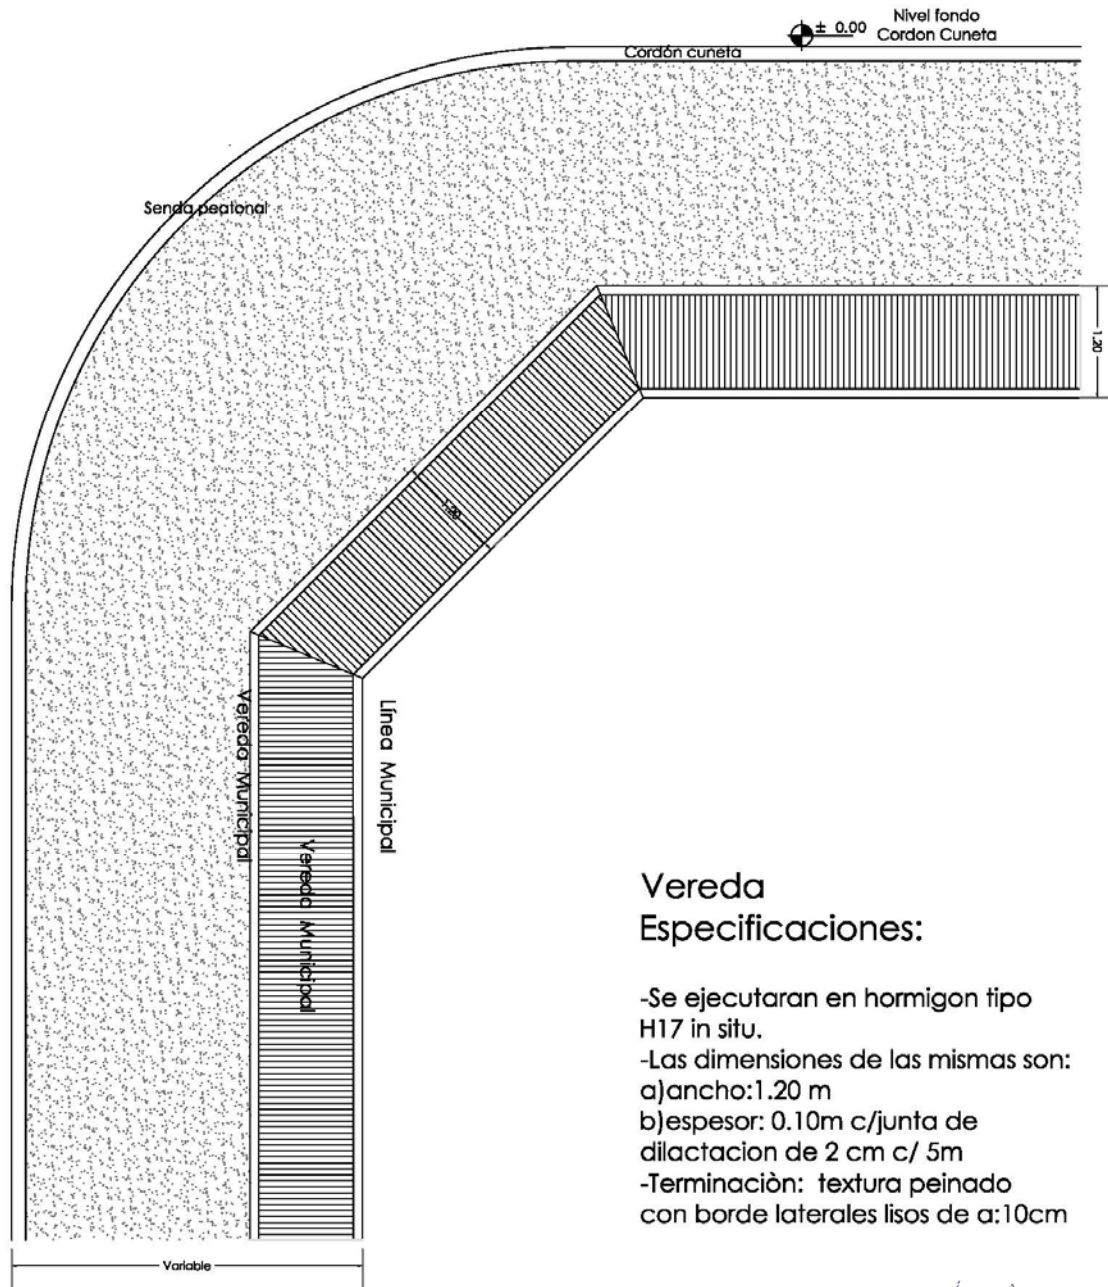 Nivel fondo
± 0.00 Cordon Cuneta
Cordón cuneta
Senda peatonal
1.20
1.20
Vereda Municipal
Línea Municipal
Vereda Municipal
Vereda
Especificaciones:
-Se ejecutaran en hormigon tipo
H17 in situ.
-Las dimensiones de las mismas son:
a)ancho:1.20 m
b)espesor: 0.10m c/junta de
dilactacion de 2 cm c/ 5m
-Terminaciòn: textura peinado
con borde laterales lisos de a:10cm
Variable